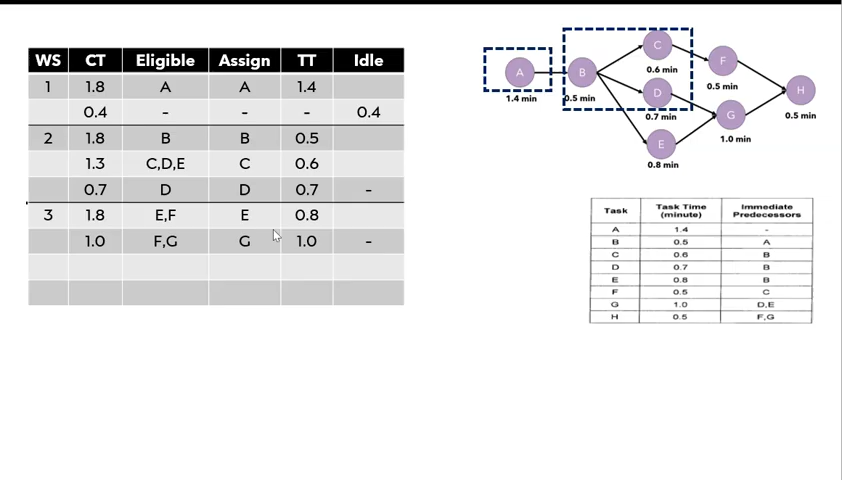 WS CT Eligible Assign TT Idle
1 1.8 A A 1.4
0.4 - - - 0.4
2 1.8 B B 0.5
1.3 C,D,E C 0.6
0.7 D D 0.7 -
3 1.8 E,F E 0.8
1.0 F,G G 1.0 -
A
1.4 min
B
0.5 min
C
0.6 min
D
0.7 min
E
0.8 min
F
0.5 min
G
1.0 min
H
0.5 min
Task Task Time (minute) Immediate Predecessors
A 1.4 -
B 0.5 A
C 0.6 B
D 0.7 B
E 0.8 B
F 0.5 C
G 1.0 D,E
H 0.5 F,G